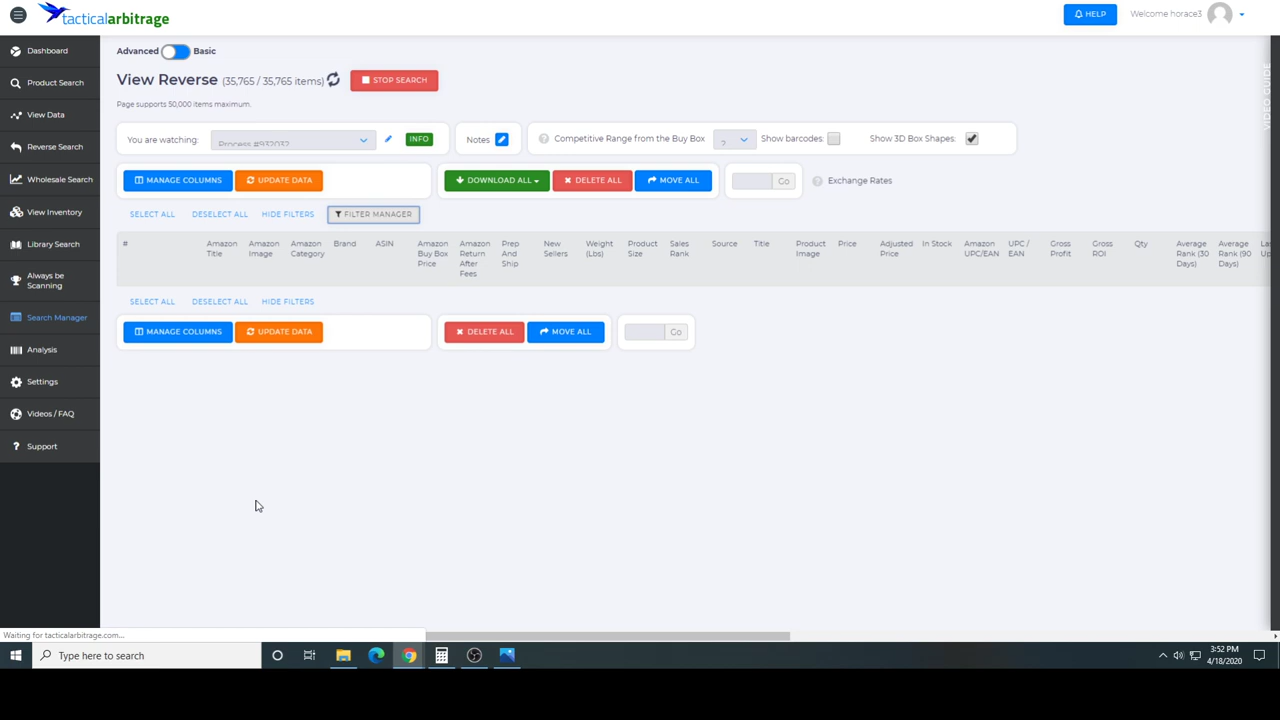 tacticalarbitrage
HELP
Welcome horace3
Dashboard
Product Search
View Data
Reverse Search
Wholesale Search
View Inventory
Library Search
Always be
Scanning
Search Manager
Analysis
Settings
Videos / FAQ
? Support
Advanced Basic
View Reverse (35,765 / 35,765 items) STOP SEARCH
Page supports 50,000 items maximum.
You are watching: Process #932032 INFO Notes Competitive Range from the Buy Box 2 Show barcodes: Show 3D Box Shapes:
MANAGE COLUMNS UPDATE DATA DOWNLOAD ALL DELETE ALL MOVE ALL Go Exchange Rates
SELECT ALL DESELECT ALL HIDE FILTERS FILTER MANAGER
# Amazon Title Amazon Image Amazon Category Brand ASIN Amazon Buy Box Price Amazon Return After Fees Prep And Ship New Sellers Weight (Lbs) Product Size Sales Rank Source Title Product Image Price Adjusted Price In Stock Amazon UPC/EAN UPC / EAN Gross Profit Gross ROI Qty Average Rank (30 Days) Average Rank (90 Days)
SELECT ALL DESELECT ALL HIDE FILTERS
MANAGE COLUMNS UPDATE DATA DELETE ALL MOVE ALL Go
VIDEO GUIDE
Waiting for tacticalarbitrage.com...
Type here to search
3:52 PM
4/18/2020